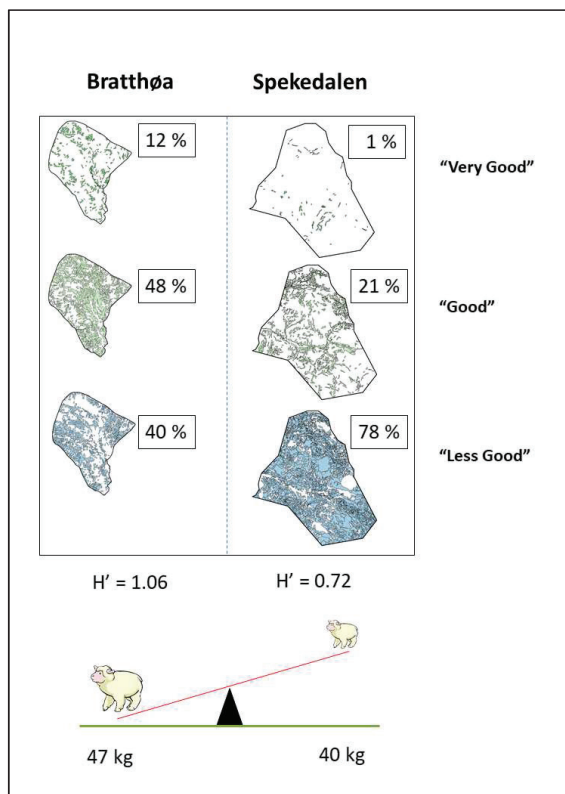 Bratthøa Spekedalen
12 % 1 % "Very Good"
48 % 21 % "Good"
40 % 78 % "Less Good"
H' = 1.06 H' = 0.72
47 kg 40 kg